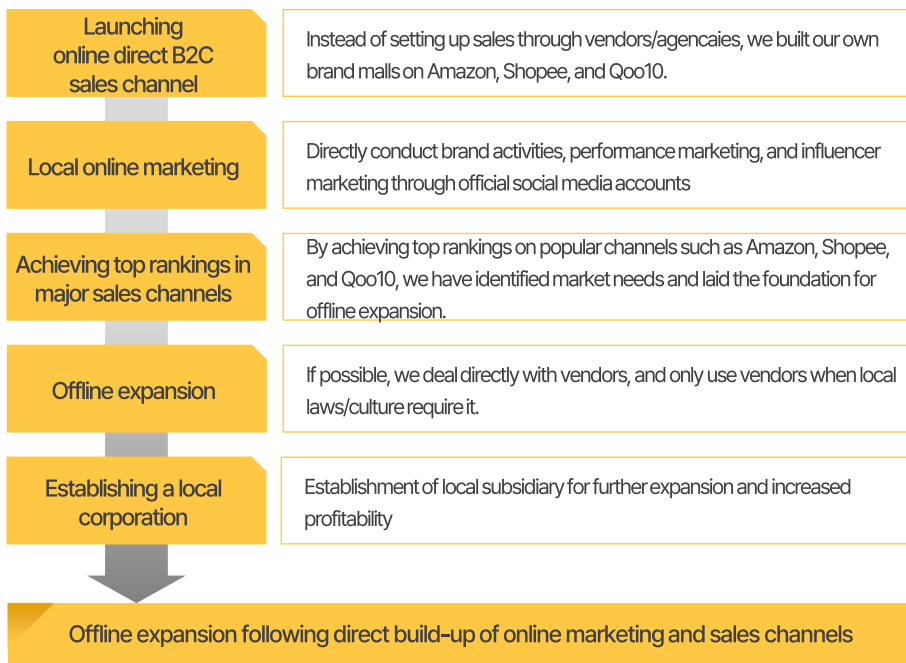 Launching
online direct B2C
sales channel
Instead of setting up sales through vendors/agencaies, we built our own
brand malls on Amazon, Shopee, and Qoo10.
Local online marketing
Directly conduct brand activities, performance marketing, and influencer
marketing through official social media accounts
Achieving top rankings in
major sales channels
By achieving top rankings on popular channels such as Amazon, Shopee,
and Qoo10, we have identified market needs and laid the foundation for
offline expansion.
Offline expansion
If possible, we deal directly with vendors, and only use vendors when local
laws/culture require it.
Establishing a local
corporation
Establishment of local subsidiary for further expansion and increased
profitability
Offline expansion following direct build-up of online marketing and sales channels